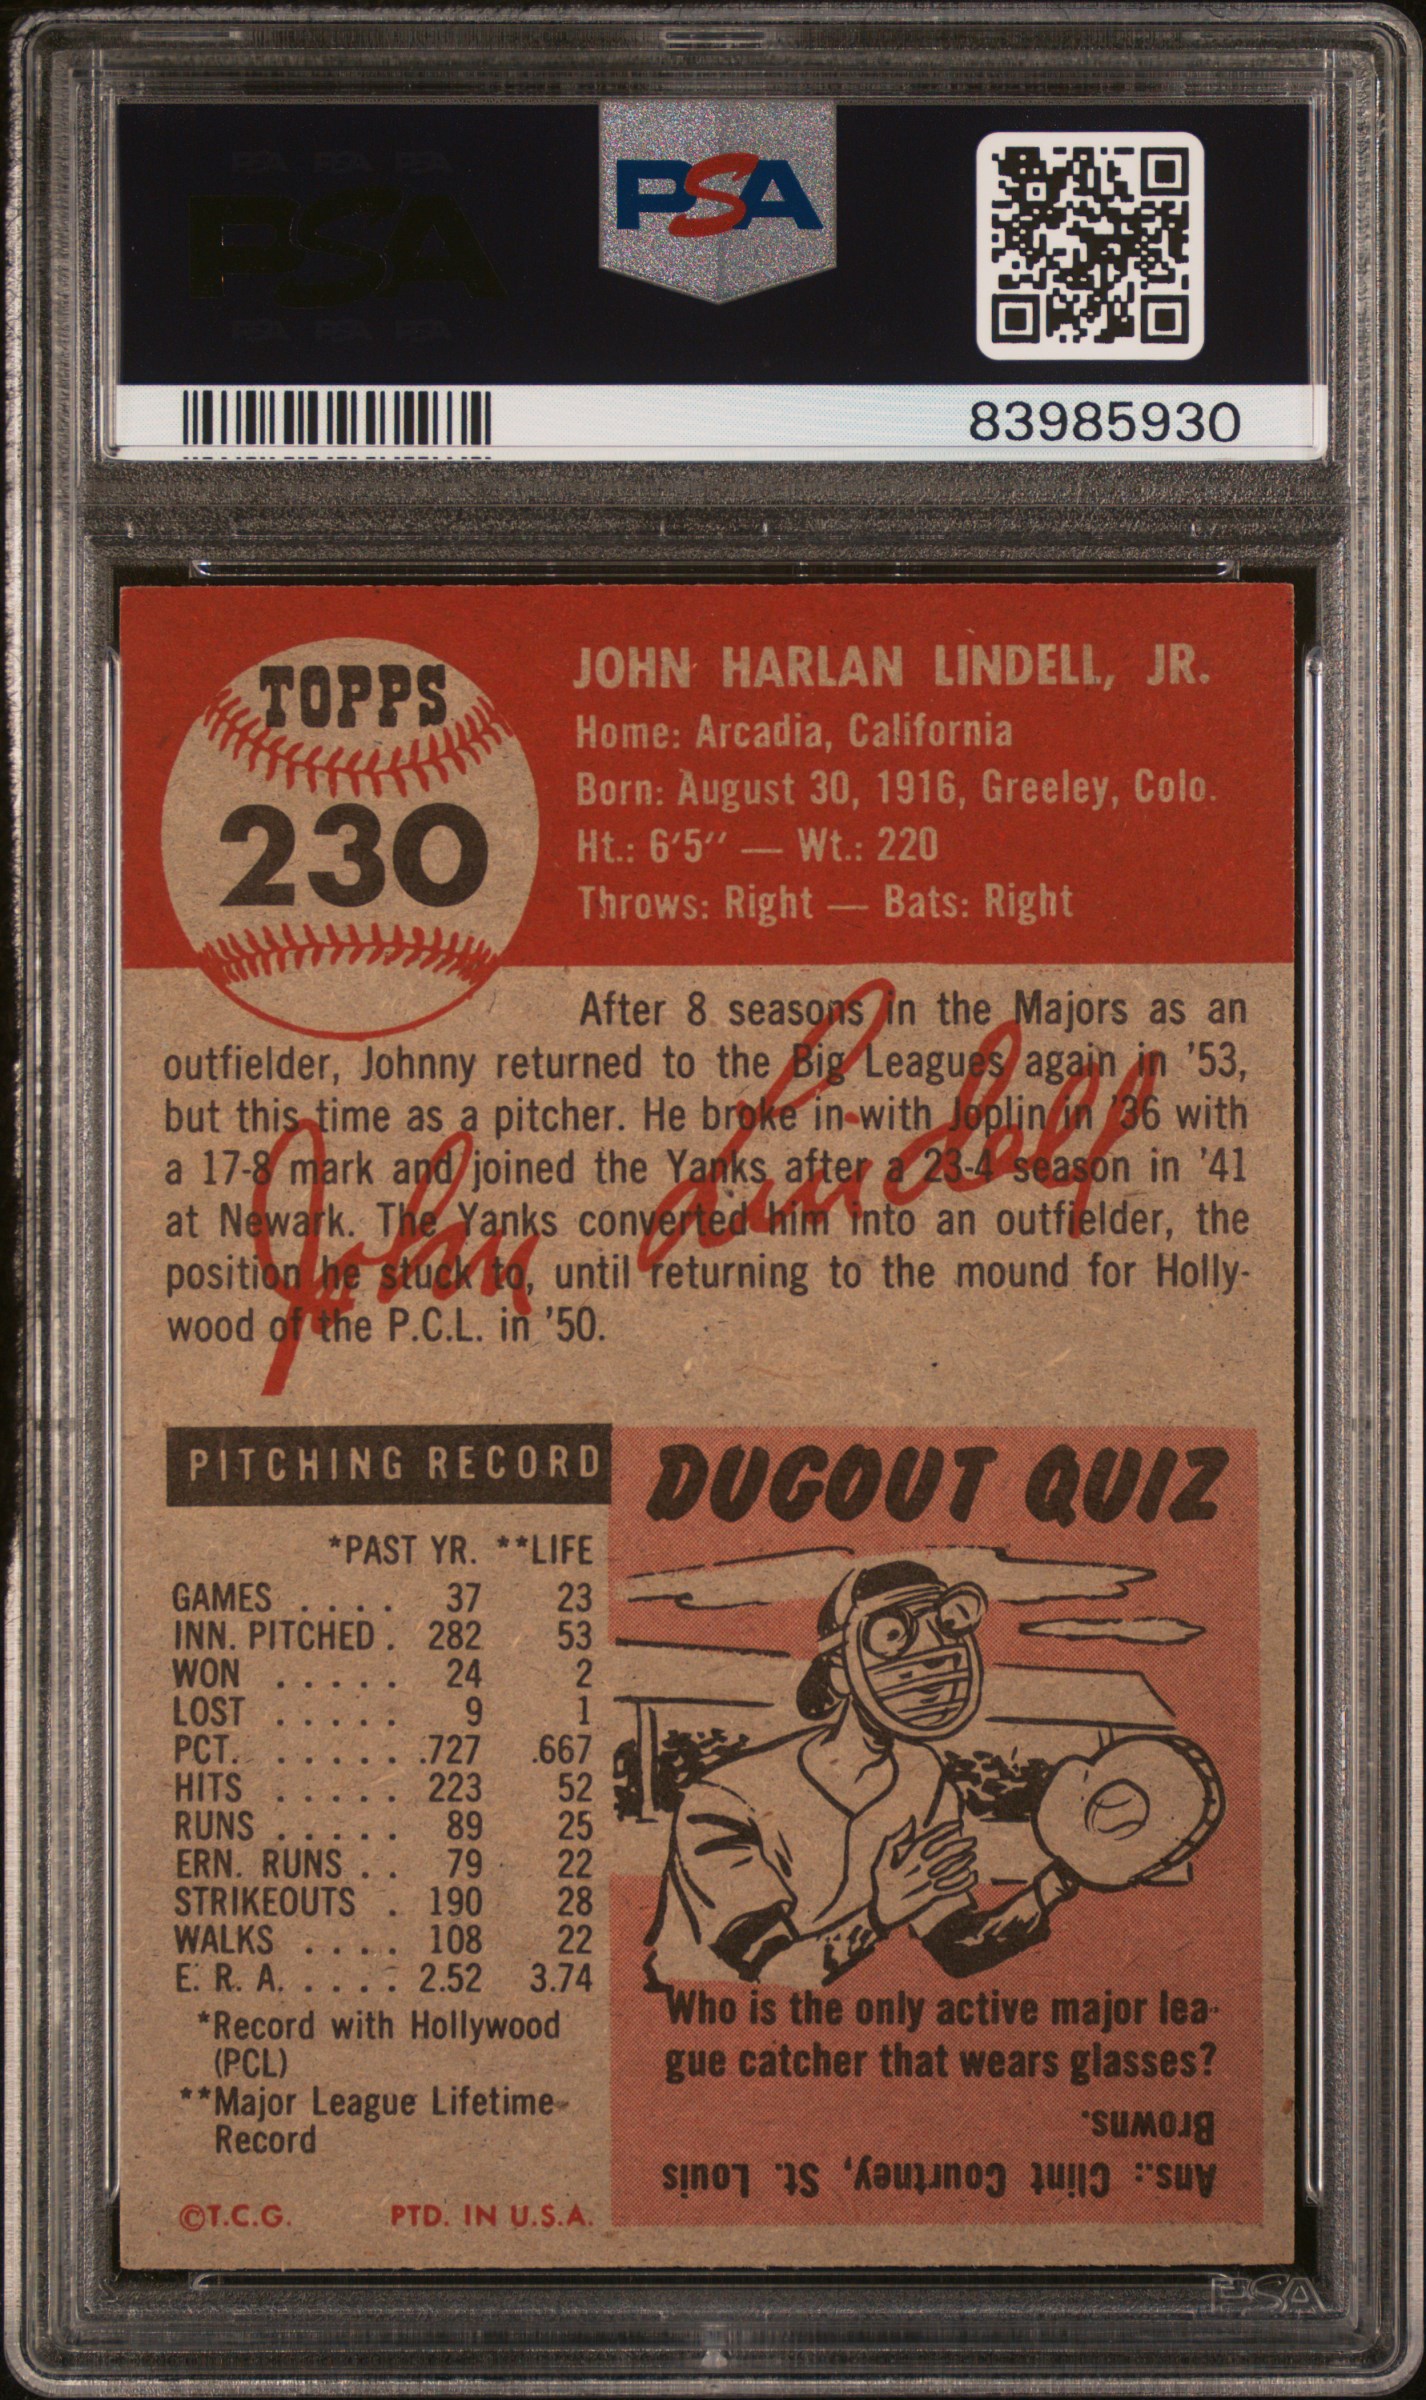 PSA PSA PSA
PSA
PSA PSA PSA
PSA
83985930
TOPPS
230
JOHN HARLAN LINDELL, JR.
Home: Arcadia, California
Born: August 30, 1916, Greeley, Colo.
Ht.: 6'5" — Wt.: 220
Throws: Right — Bats: Right
After 8 seasons in the Majors as an
outfielder, Johnny returned to the Big Leagues again in '53,
but this time as a pitcher. He broke in with Joplin in '36 with
a 17-8 mark and joined the Yanks after a 23-4 season in '41
at Newark. The Yanks converted him into an outfielder, the
position he stuck to, until returning to the mound for Holly-
wood of the P.C.L. in '50.
John Lindell
PITCHING RECORD
*PAST YR. **LIFE
GAMES .... 37 23
INN. PITCHED . 282 53
WON ..... 24 2
LOST ..... 9 1
PCT. ...... .727 .667
HITS ..... 223 52
RUNS ..... 89 25
ERN. RUNS .. 79 22
STRIKEOUTS . 190 28
WALKS .... 108 22
E. R. A. ..... 2.52 3.74
*Record with Hollywood
(PCL)
**Major League Lifetime
Record
©T.C.G. PTD. IN U.S.A.
DUGOUT QUIZ
Who is the only active major lea-
gue catcher that wears glasses?
Ans.: Clint Courtney, St. Louis
Browns.
PSA